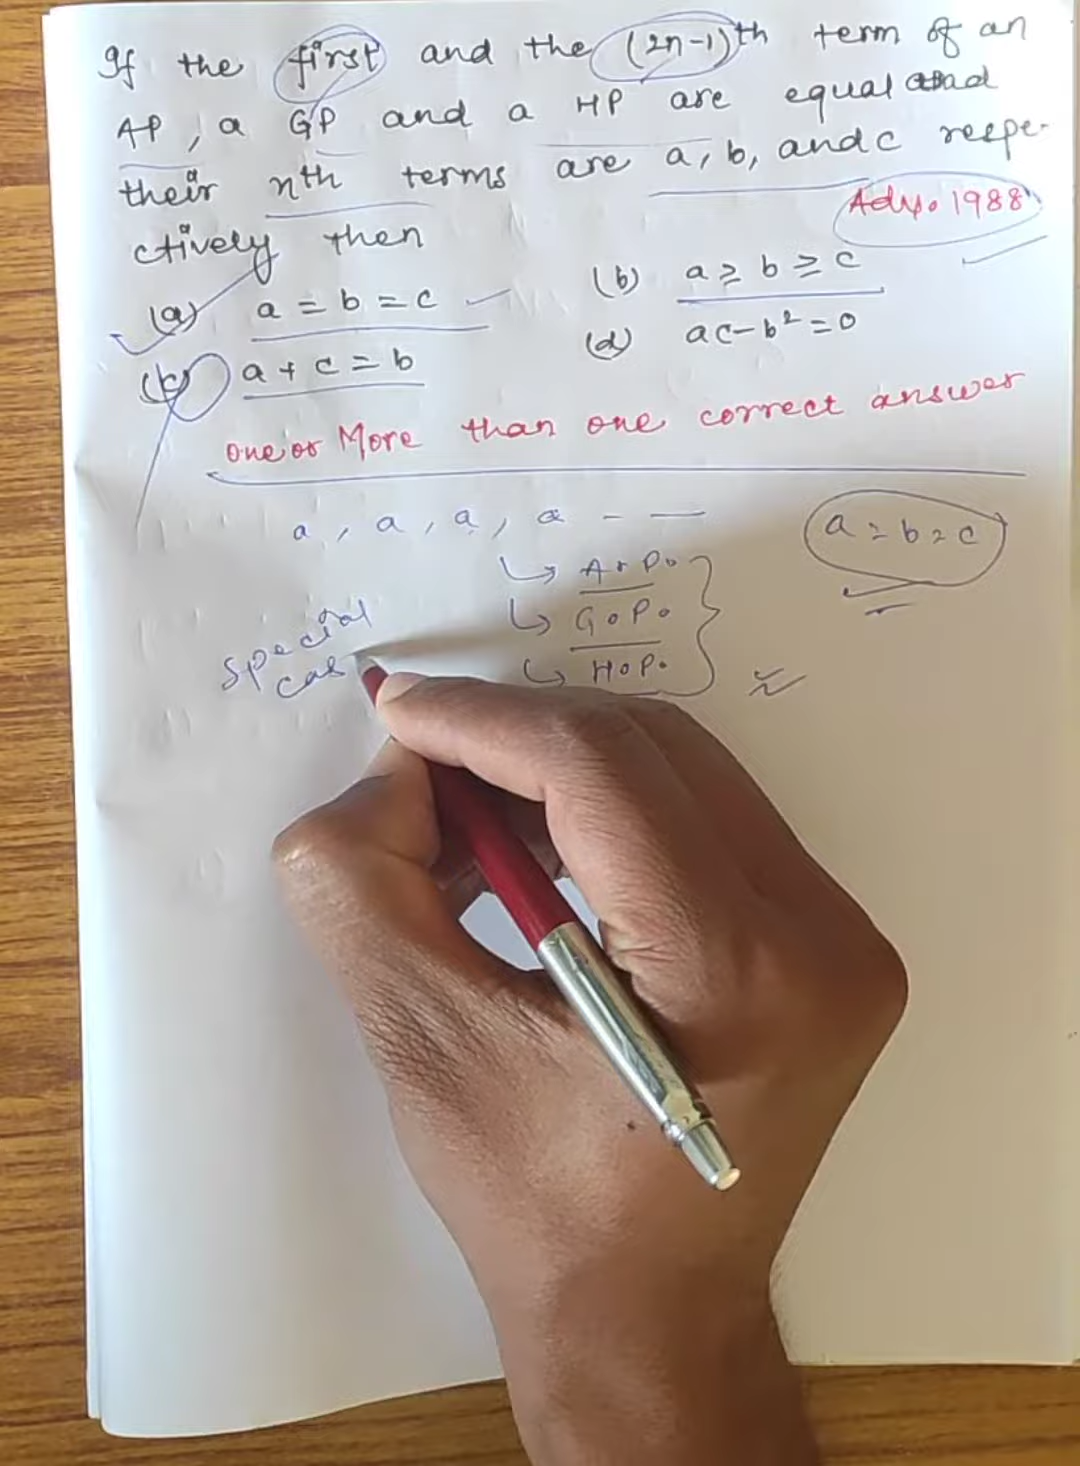 If the first and the (2n-1)th term of an
AP, a GP and a HP are equal and
their nth terms are a, b, and c respe-
ctively then
Adv. 1988
(a) a = b = c (b) a ≥ b ≥ c
(c) a + c = b (d) ac - b² = 0
one or More than one correct answer
a, a, a, a - —
a = b = c
A.P.
G.P.
H.P.
special
cas